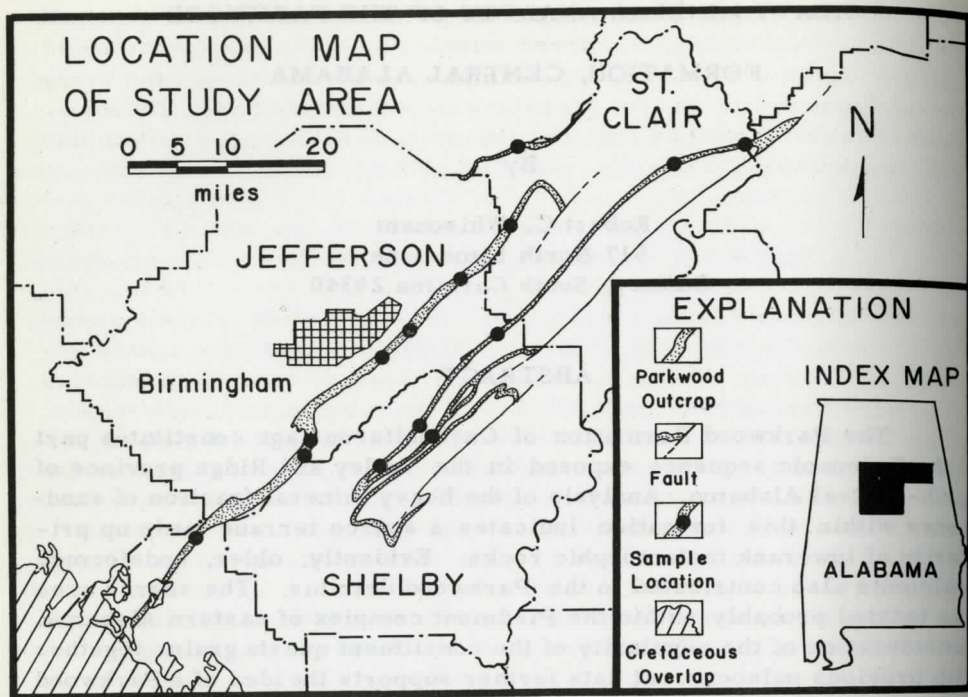 LOCATION MAP
OF STUDY AREA
0 5 10 20
miles
ST.
CLAIR
N
JEFFERSON
Birmingham
SHELBY
EXPLANATION
Parkwood
Outcrop
Fault
Sample
Location
Cretaceous
Overlap
INDEX MAP
ALABAMA